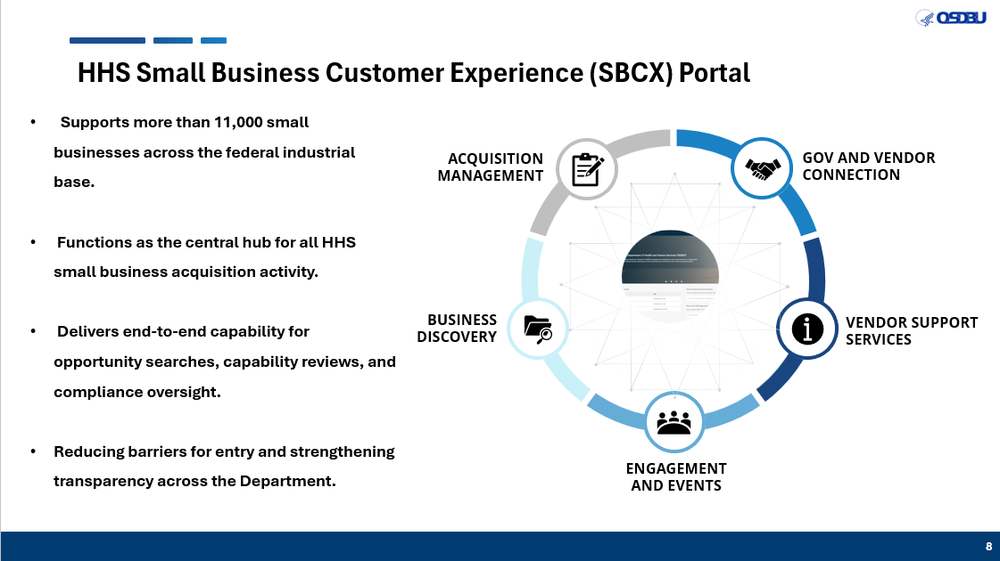 OSDBU
HHS Small Business Customer Experience (SBCX) Portal
• Supports more than 11,000 small
businesses across the federal industrial
base.
• Functions as the central hub for all HHS
small business acquisition activity.
• Delivers end-to-end capability for
opportunity searches, capability reviews, and
compliance oversight.
• Reducing barriers for entry and strengthening
transparency across the Department.
ACQUISITION
MANAGEMENT
GOV AND VENDOR
CONNECTION
BUSINESS
DISCOVERY
VENDOR SUPPORT
SERVICES
ENGAGEMENT
AND EVENTS
8